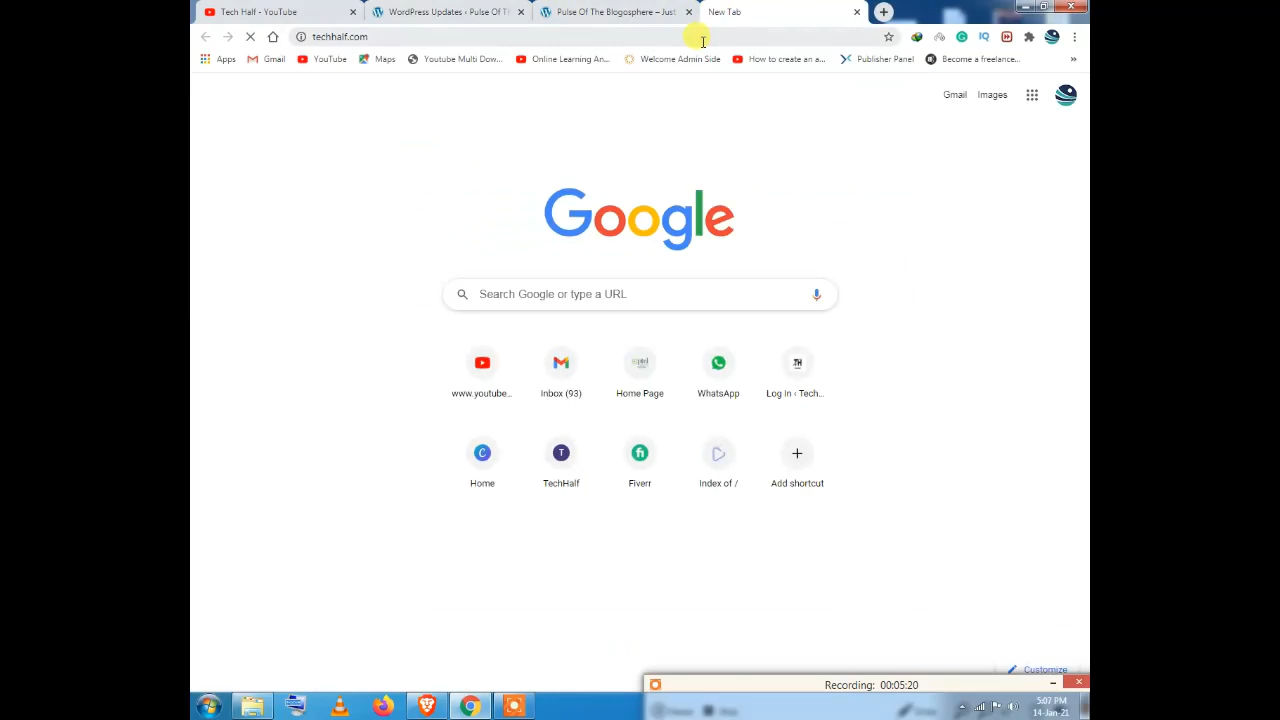 Tech Half - YouTube
WordPress Updates ‹ Pulse Of Th
Pulse Of The Blogosphere – Just
New Tab
techhalf.com
Apps
Gmail
YouTube
Maps
Youtube Multi Dow...
Online Learning An...
Welcome Admin Side
How to create an a...
Publisher Panel
Become a freelance...
»
Gmail
Images
Google
Search Google or type a URL
www.youtube...
Inbox (93)
Home Page
WhatsApp
Log In ‹ Tech...
Home
TechHalf
Fiverr
Index of /
Add shortcut
Customize
Recording: 00:05:20
5:07 PM
14-Jan-21